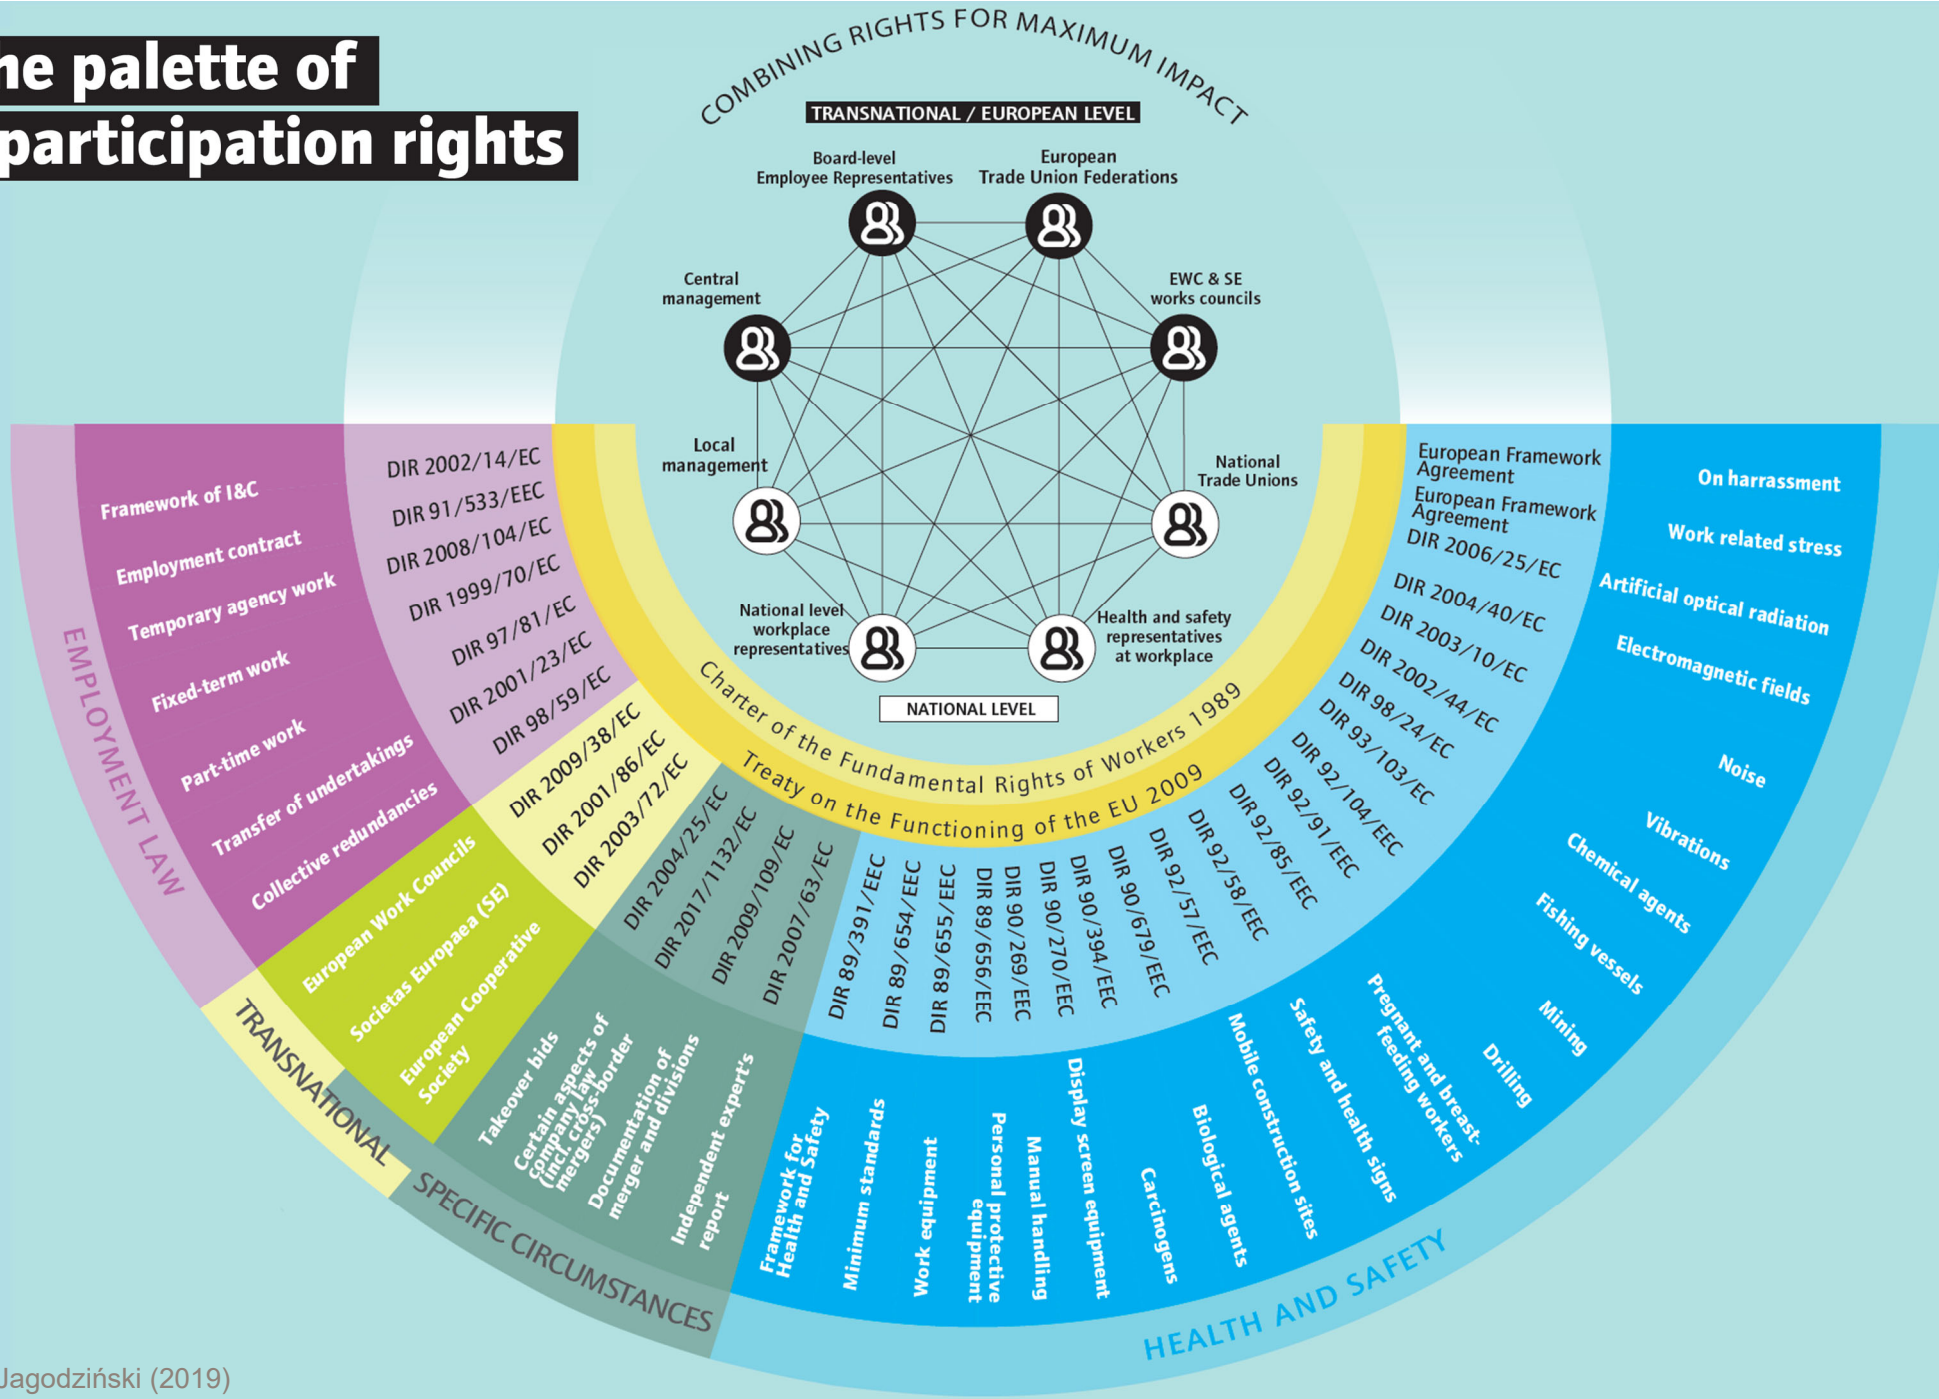 he palette of
participation rights
COMBINING RIGHTS FOR MAXIMUM IMPACT
TRANSNATIONAL / EUROPEAN LEVEL
Board-level
Employee Representatives
European
Trade Union Federations
Central
management
EWC & SE
works councils
Local
management
National
Trade Unions
National level
workplace
representatives
Health and safety
representatives
at workplace
NATIONAL LEVEL
Charter of the Fundamental Rights of Workers 1989
Treaty on the Functioning of the EU 2009
DIR 2002/14/EC
DIR 91/533/EEC
DIR 2008/104/EC
DIR 1999/70/EC
DIR 97/81/EC
DIR 2001/23/EC
DIR 98/59/EC
DIR 2009/38/EC
DIR 2001/86/EC
DIR 2003/72/EC
DIR 2004/25/EC
DIR 2017/1132/EC
DIR 2009/109/EC
DIR 2007/63/EC
DIR 89/391/EEC
DIR 89/654/EEC
DIR 89/655/EEC
DIR 89/656/EEC
DIR 90/269/EEC
DIR 90/270/EEC
DIR 90/394/EEC
DIR 90/679/EEC
DIR 92/57/EEC
DIR 92/58/EEC
DIR 92/85/EEC
DIR 92/91/EEC
DIR 92/104/EEC
DIR 93/103/EC
DIR 98/24/EC
DIR 2002/44/EC
DIR 2003/10/EC
DIR 2004/40/EC
DIR 2006/25/EC
European Framework
Agreement
European Framework
Agreement
Framework of I&C
Employment contract
Temporary agency work
Fixed-term work
Part-time work
Transfer of undertakings
Collective redundancies
European Work Councils
Societas Europaea (SE)
European Cooperative
Society
Takeover bids
Certain aspects of
company law
(incl. cross-border
mergers)
Documentation of
merger and divisions
Independent expert's
report
Framework for
Health and Safety
Minimum standards
Work equipment
Personal protective
equipment
Manual handling
Display screen equipment
Carcinogens
Biological agents
Mobile construction sites
Safety and health signs
Pregnant and breast-
feeding workers
Drilling
Mining
Fishing vessels
Chemical agents
Vibrations
Noise
Electromagnetic fields
Artificial optical radiation
Work related stress
On harrassment
EMPLOYMENT LAW
TRANSNATIONAL
SPECIFIC CIRCUMSTANCES
HEALTH AND SAFETY
Jagodziński (2019)